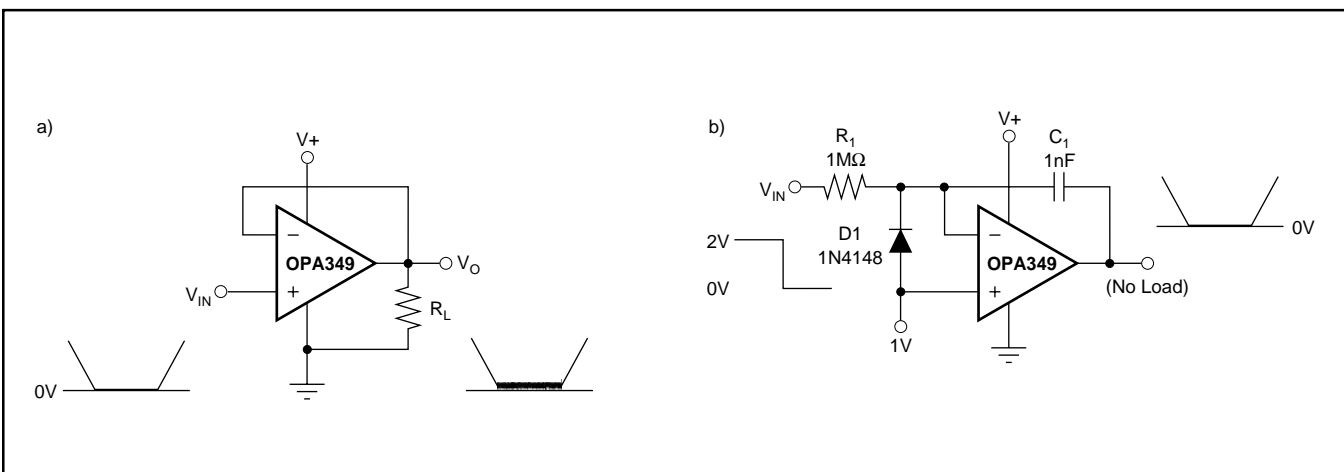 a)
V+
OPA349
−
+
V_IN
V_O
R_L
0V
b)
V+
R_1
1MΩ
C_1
1nF
V_IN
D1
1N4148
OPA349
−
+
2V
0V
1V
(No Load)
0V